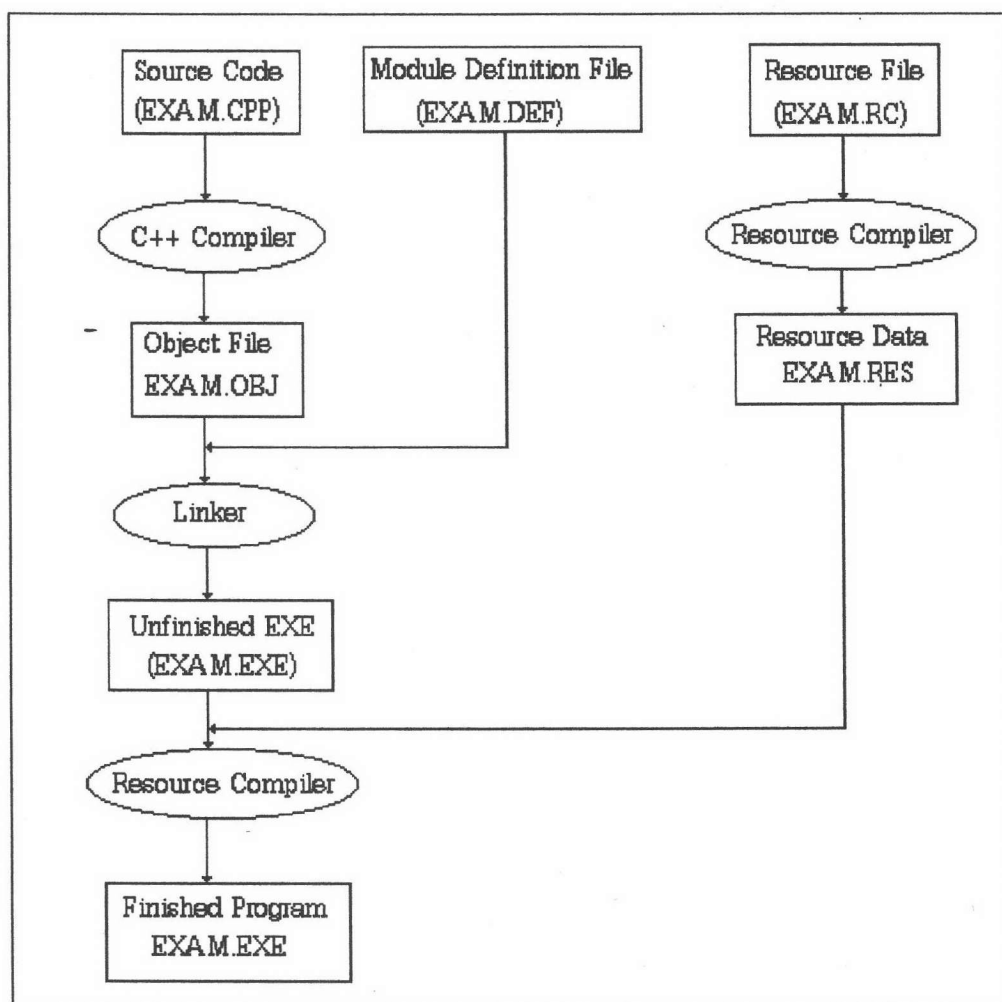 Source Code
(EXAM.CPP)
Module Definition File
(EXAM.DEF)
Resource File
(EXAM.RC)
C++ Compiler
Resource Compiler
Object File
EXAM.OBJ
Resource Data
EXAM.RES
Linker
Unfinished EXE
(EXAM.EXE)
Resource Compiler
Finished Program
EXAM.EXE